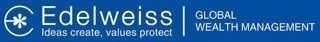 Edelweiss
Ideas create, values protect
GLOBAL
WEALTH MANAGEMENT